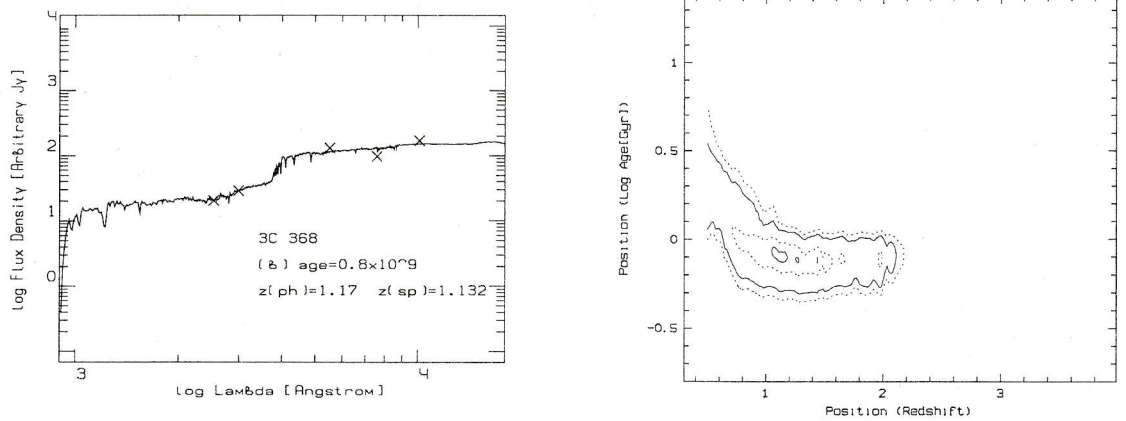 4
3
2
1
0
log Flux Density [Arbitrary Jy]
3C 368
(B) age=0.8x10^9
z(ph)=1.17 z(sp)=1.132
3 4
log Lambda [Angstrom]
1
0.5
0
-0.5
Position (Log Age[Gyr])
1 2 3
Position (Redshift)